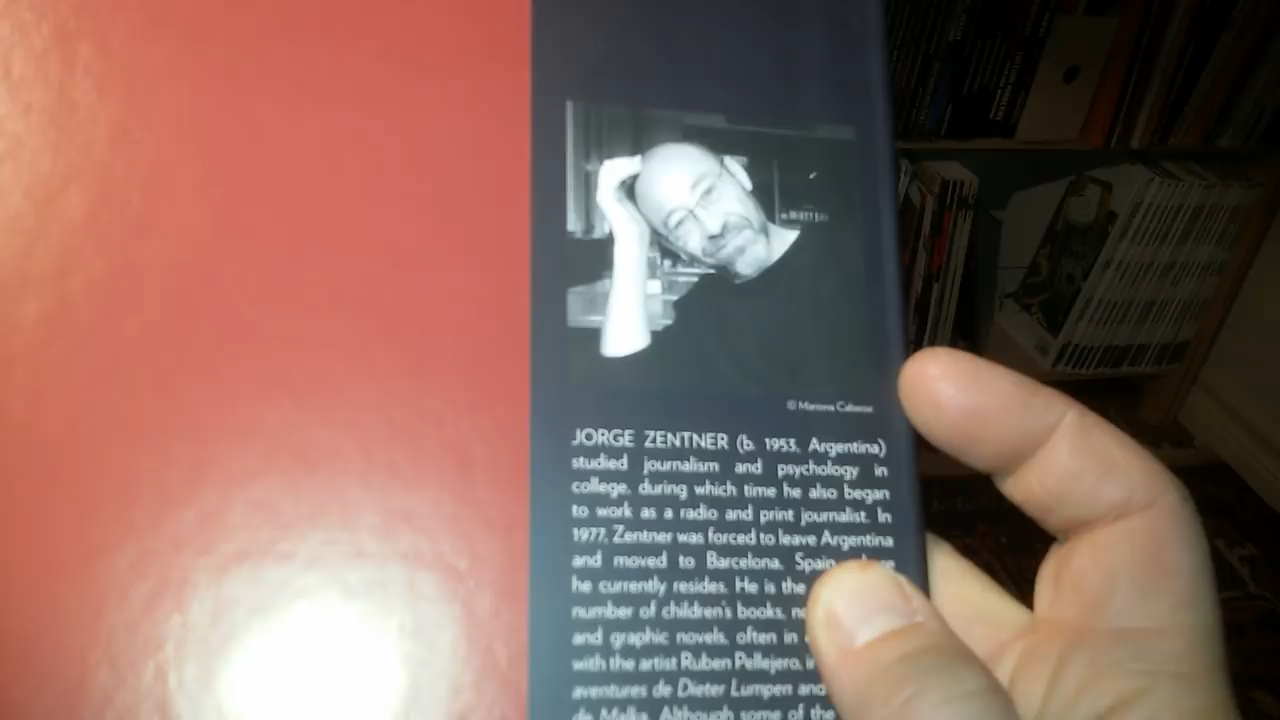 © Mariona Cabassa
JORGE ZENTNER (b. 1953, Argentina)
studied journalism and psychology in
college, during which time he also began
to work as a radio and print journalist. In
1977, Zentner was forced to leave Argentina
and moved to Barcelona, Spain,
he currently resides. He is the
number of children's books,
and graphic novels, often in
with the artist Ruben Pellejero,
aventures de Dieter Lumpen and
de Malka. Although some of the